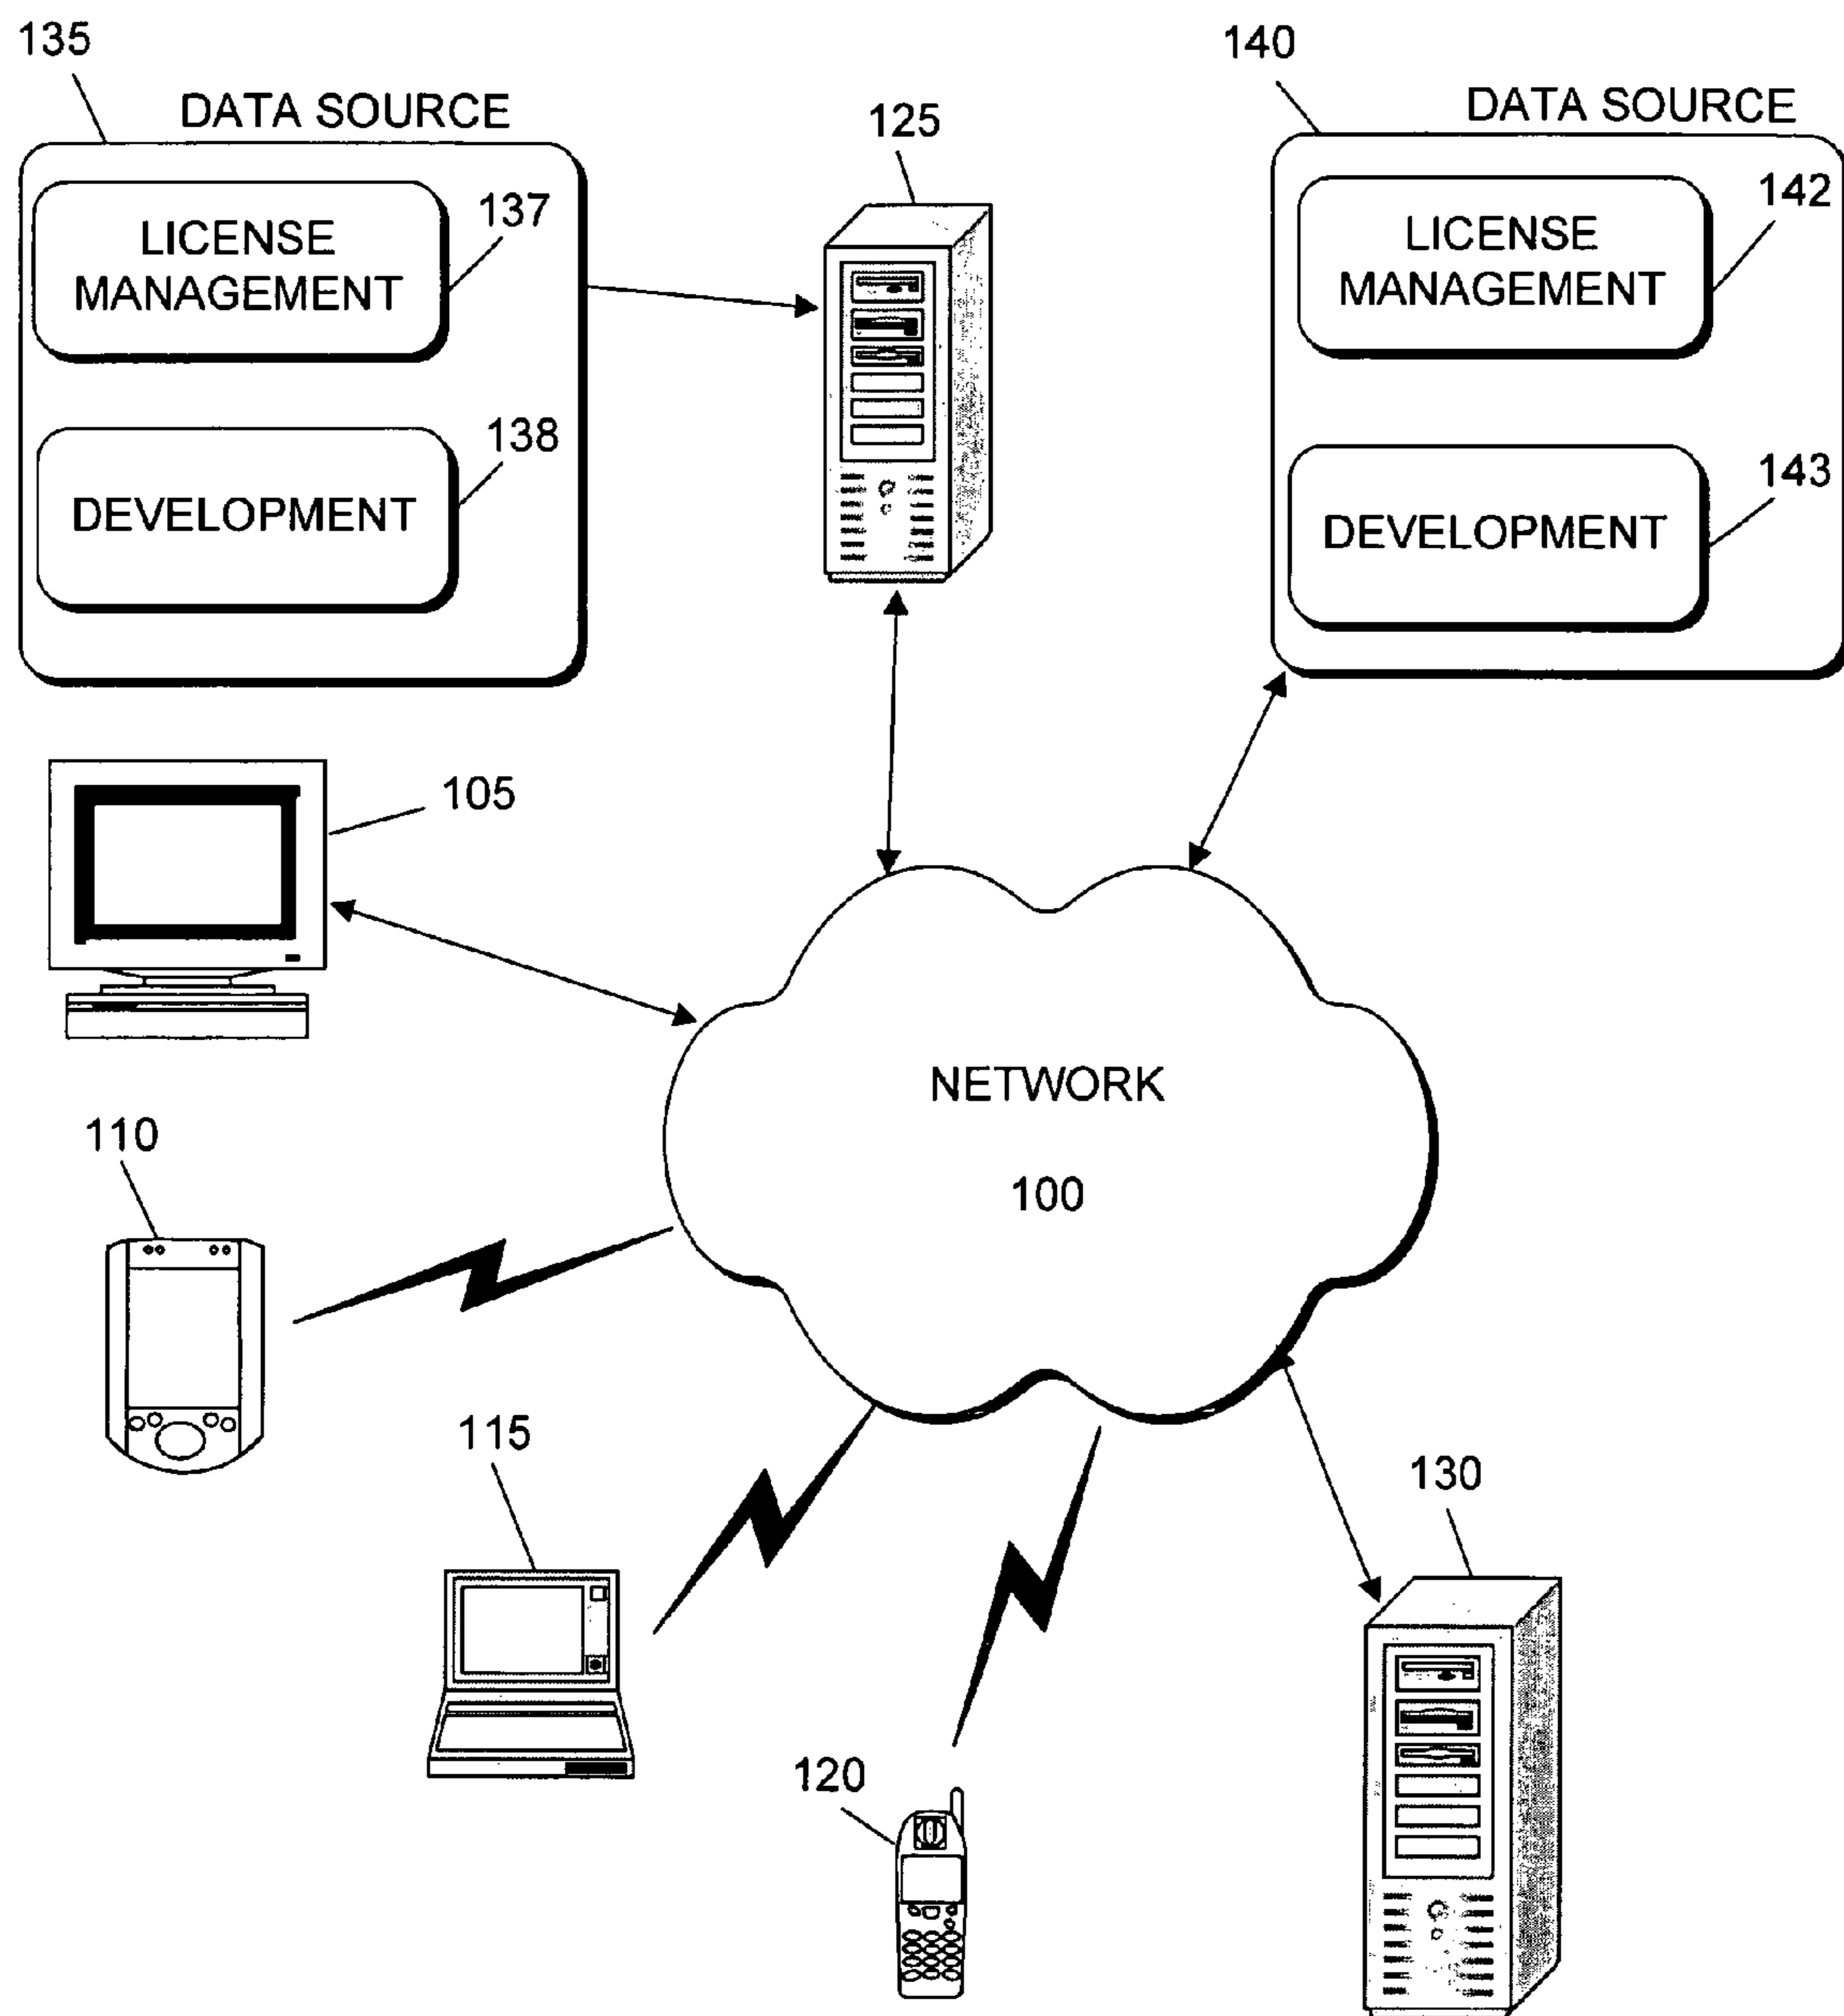 135
DATA SOURCE
LICENSE
MANAGEMENT
137
DEVELOPMENT
138
125
140
DATA SOURCE
LICENSE
MANAGEMENT
142
DEVELOPMENT
143
105
NETWORK
100
110
115
120
130